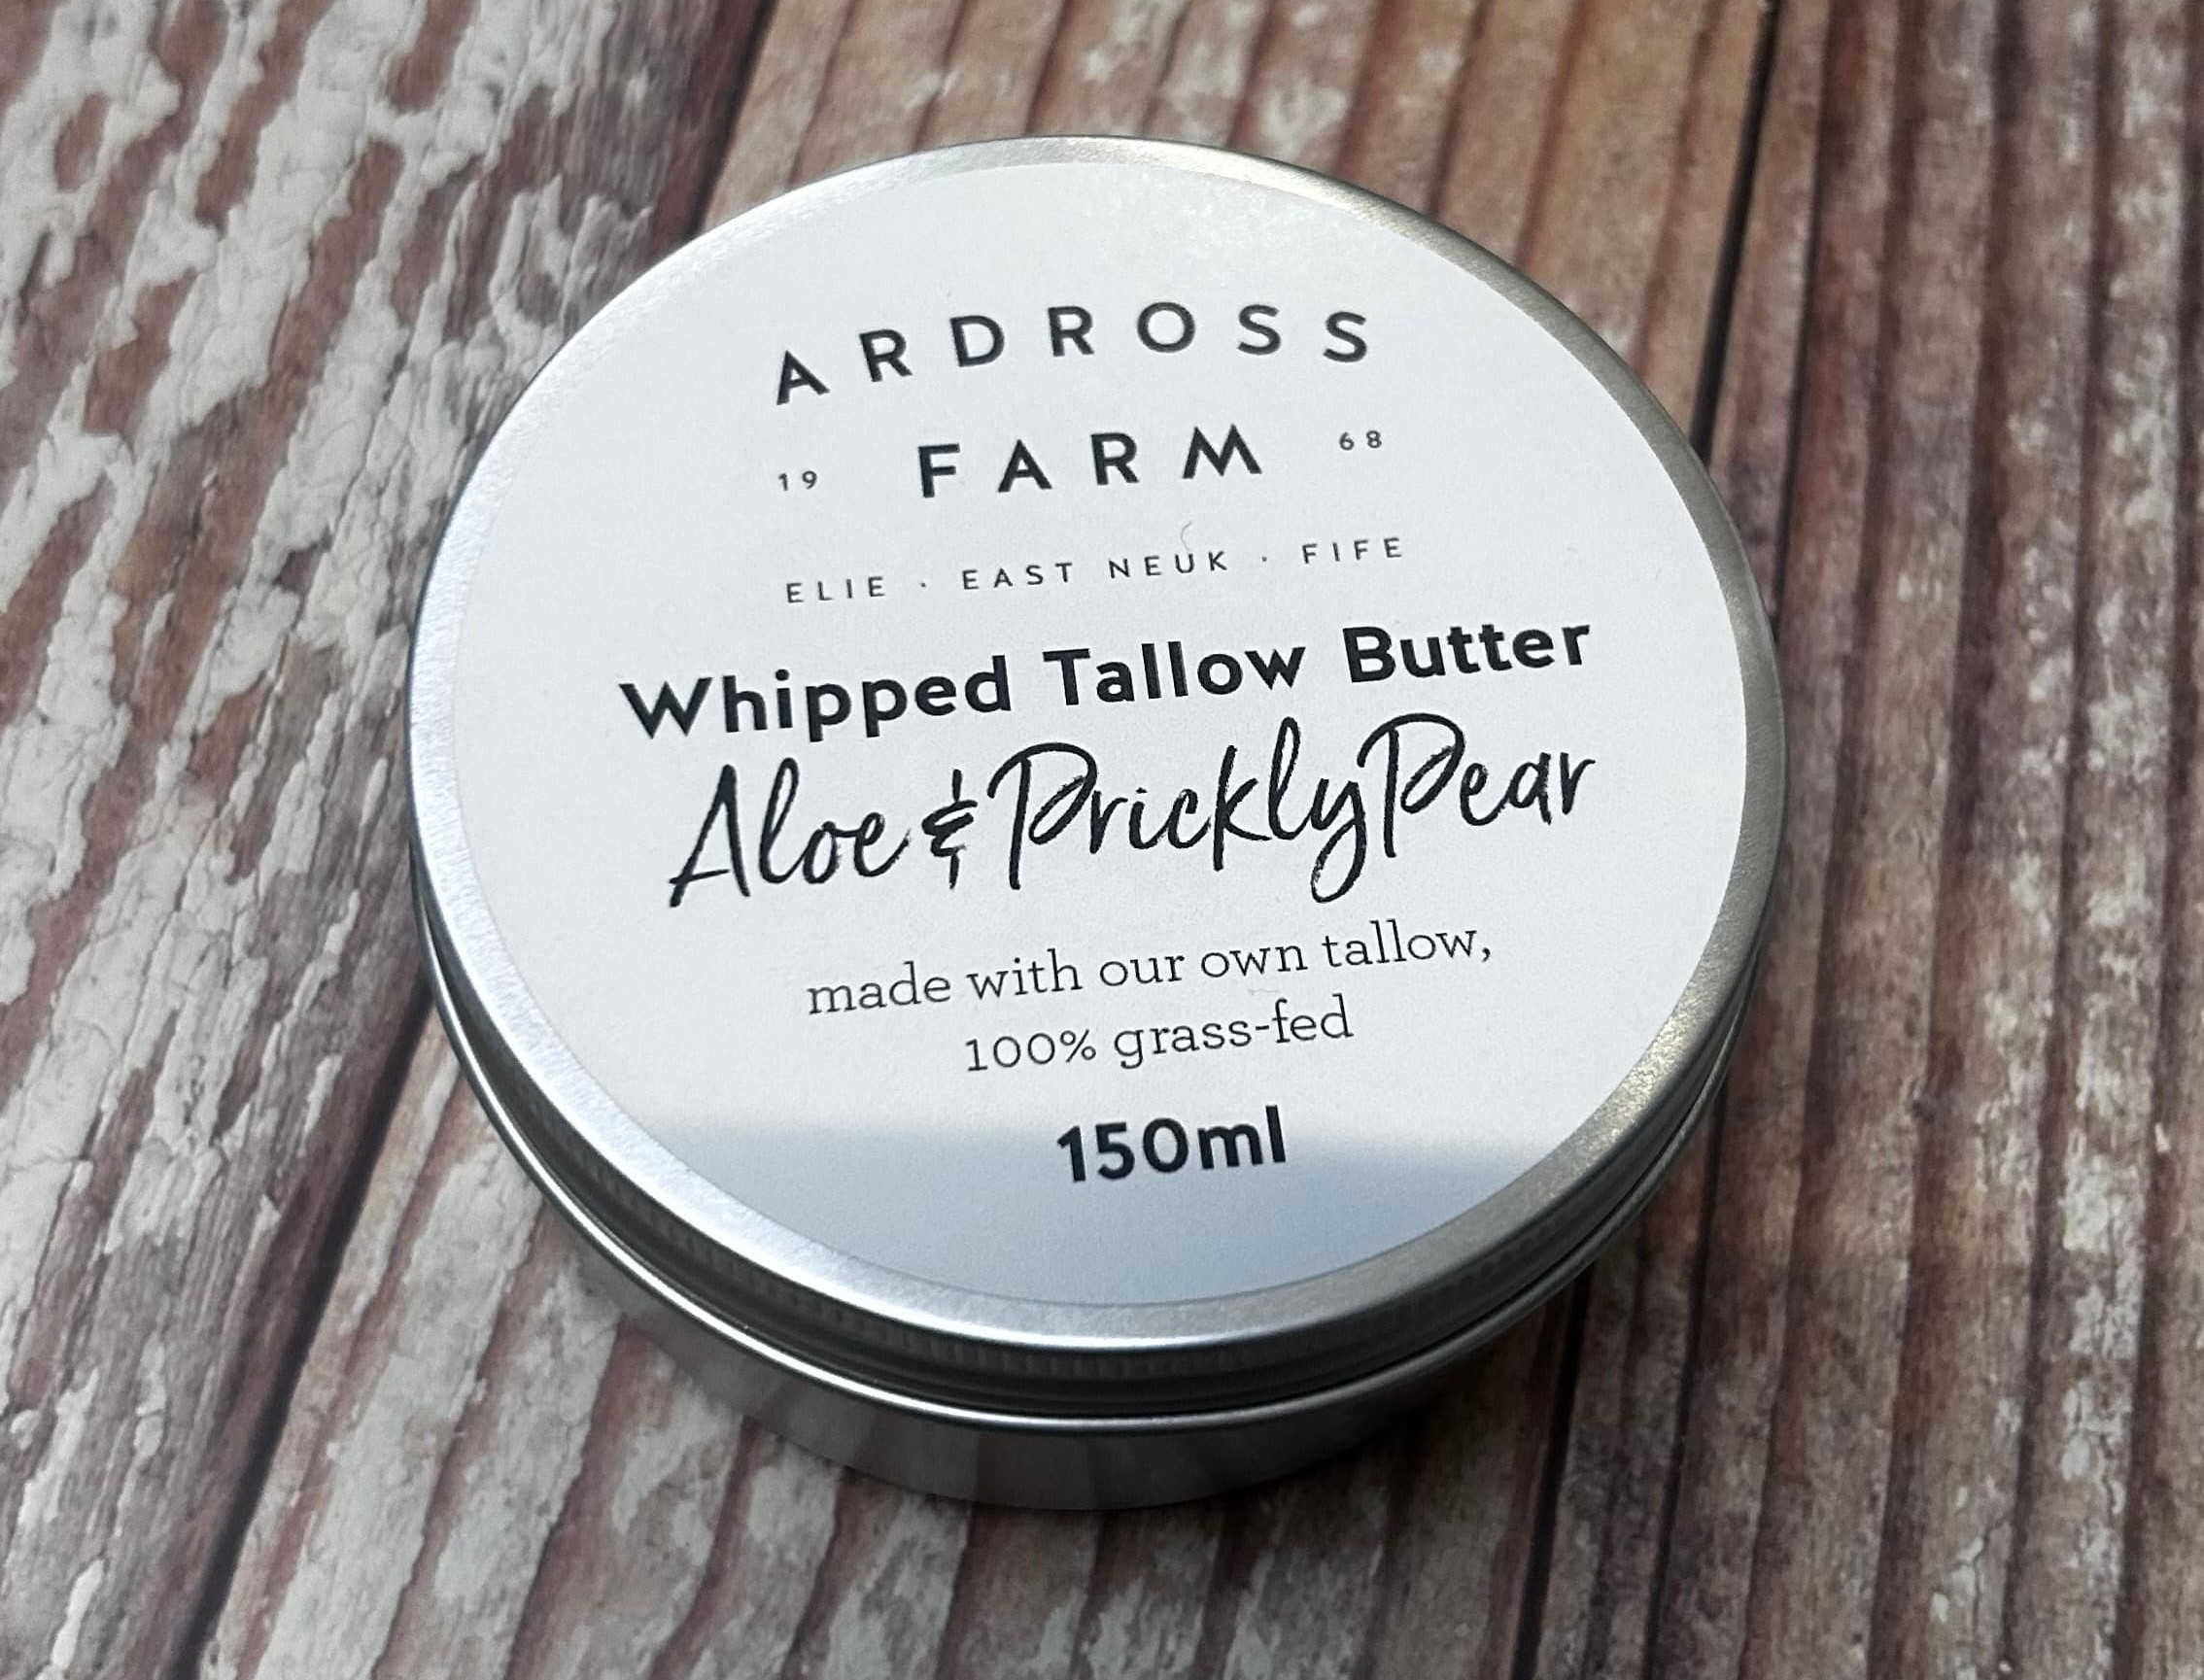 ARDROSS
19 FARM 68
ELIE · EAST NEUK · FIFE
Whipped Tallow Butter
Aloe & Prickly Pear
made with our own tallow,
100% grass-fed
150ml